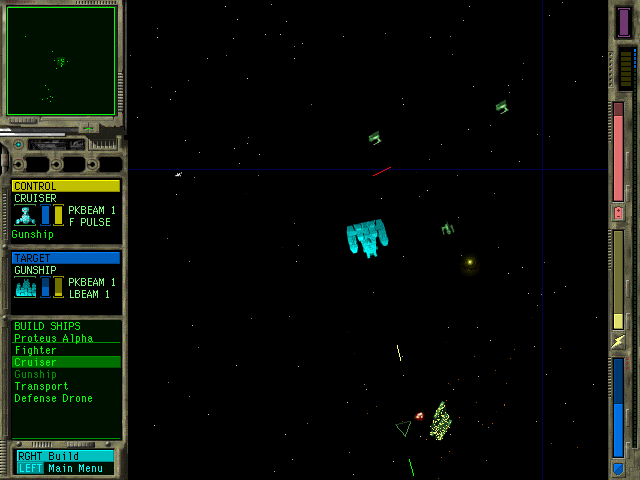 CONTROL
CRUISER
PKBEAM 1
F PULSE
Gunship
TARGET
GUNSHIP
PKBEAM 1
LBEAM 1
BUILD SHIPS
Proteus Alpha
Fighter
Cruiser
Gunship
Transport
Defense Drone
RGHT Build
LEFT Main Menu